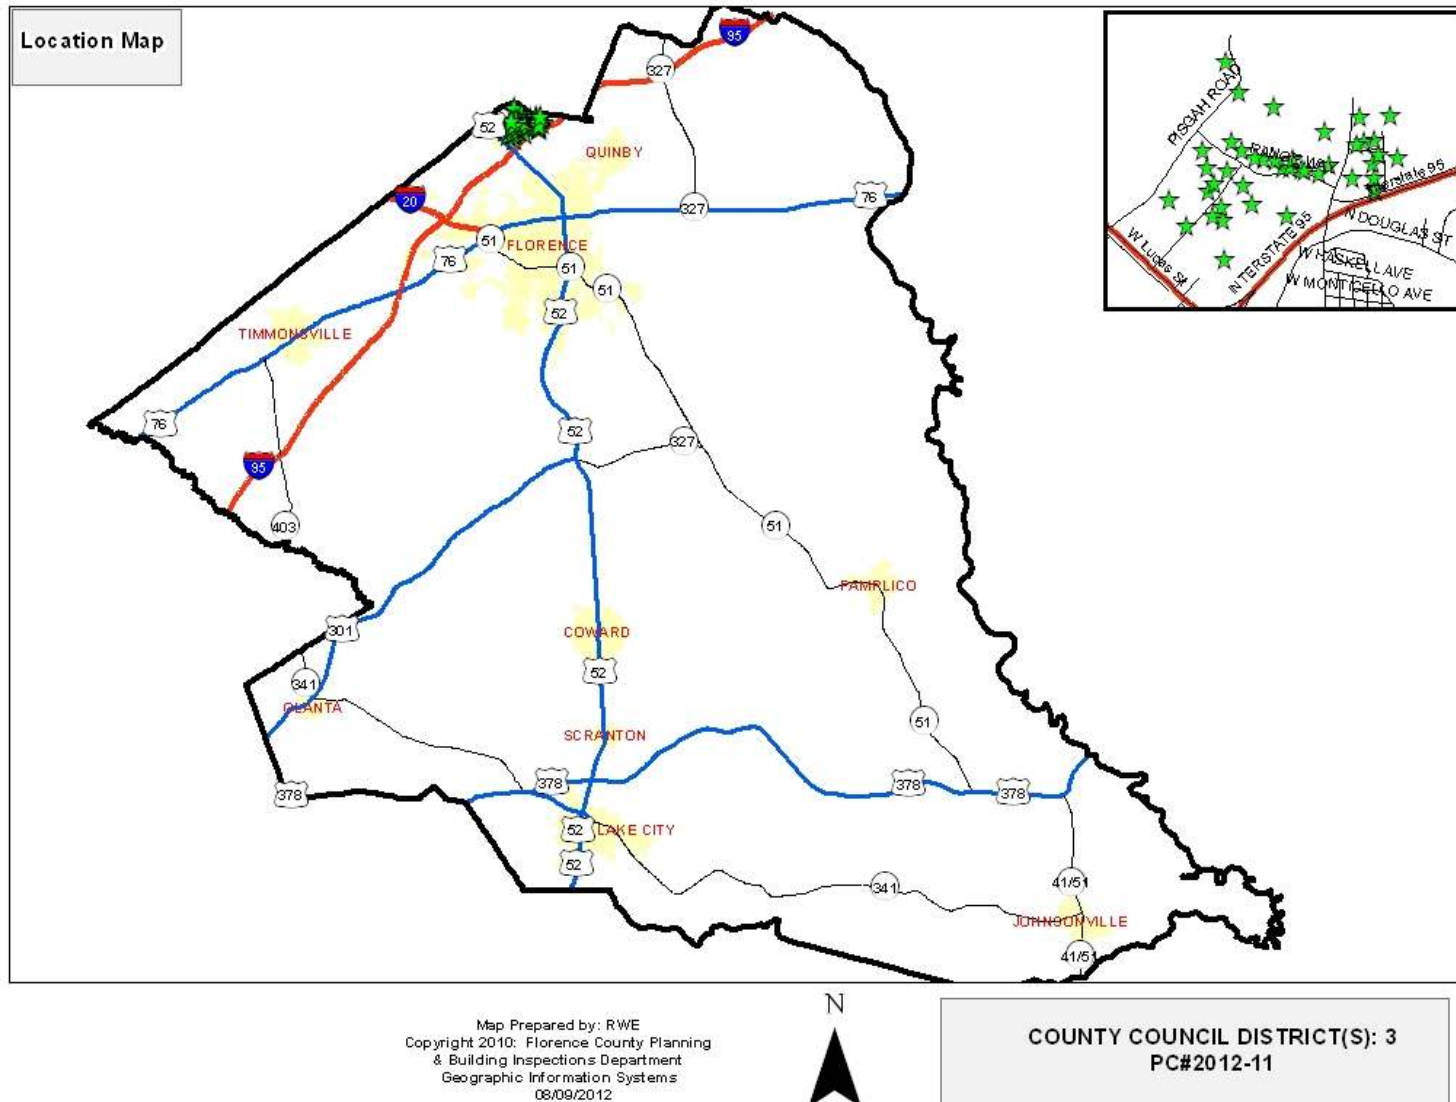 Location Map
95
327
52
QUINBY
20
76
327
51
FLORENCE
76
51
51
52
TIMMONSVILLE
76
52
327
95
403
51
PAMPLICO
301
COWARD
52
341
OLANTA
51
SCRANTON
378
378
378
378
52
LAKE CITY
52
341
41/51
JOHNSONVILLE
41/51
PISGAH ROAD
Interstate 95
N DOUGLAS ST
W Lucas St
INTERSTATE 95
W HASKELL AVE
W MONTICELLO AVE
Map Prepared by: RWE
Copyright 2010: Florence County Planning
& Building Inspections Department
Geographic Information Systems
08/09/2012
N
COUNTY COUNCIL DISTRICT(S): 3
PC#2012-11